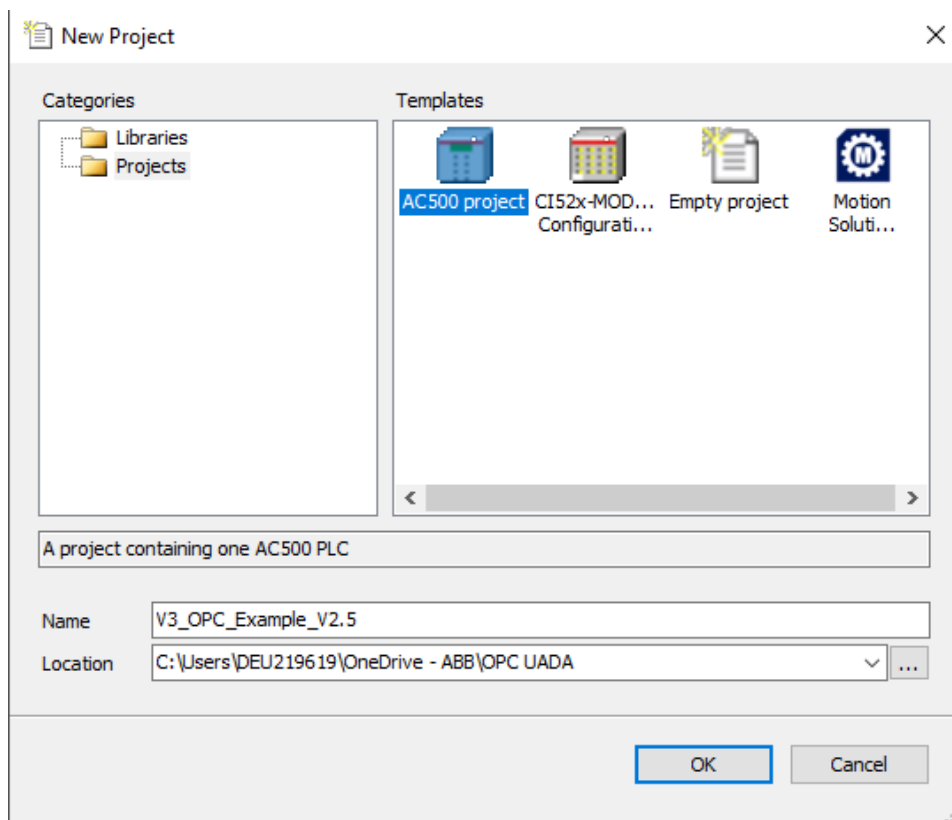 New Project
Categories
Templates
Libraries
Projects
AC500 project
CI52x-MOD...
Configurati...
Empty project
Motion
Soluti...
A project containing one AC500 PLC
Name
V3_OPC_Example_V2.5
Location
C:\Users\DEU219619\OneDrive - ABB\OPC UADA
...
OK
Cancel